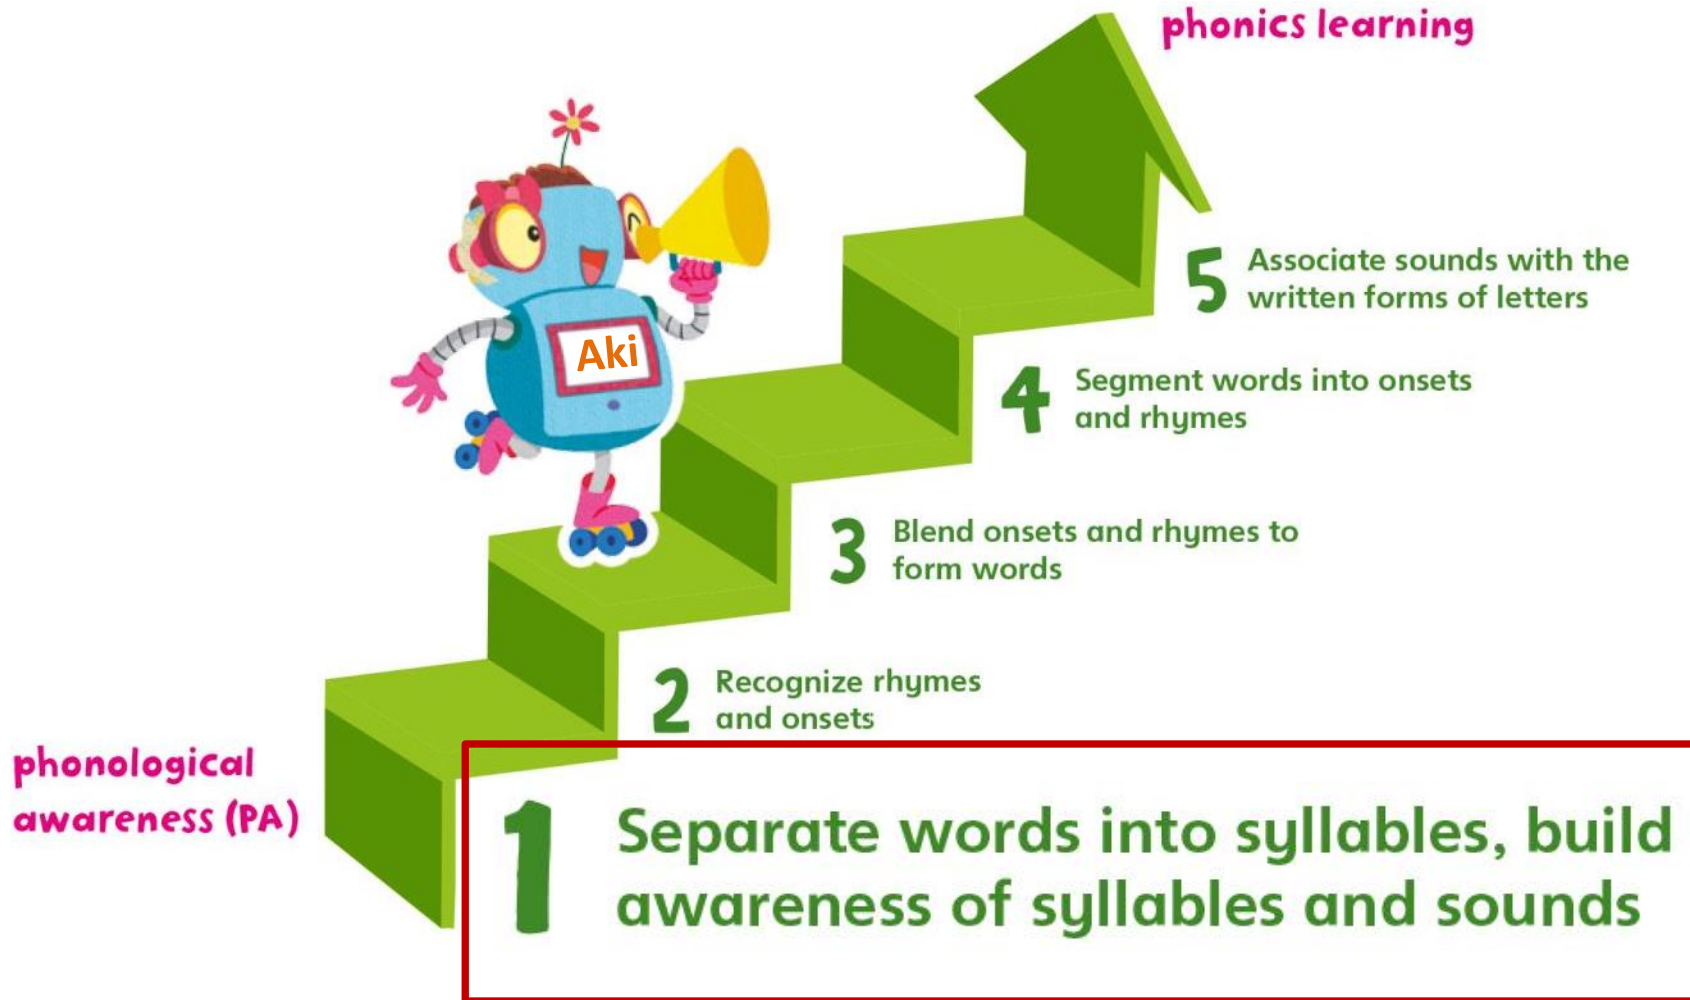 phonics learning
5 Associate sounds with the
written forms of letters
Aki
4 Segment words into onsets
and rhymes
3 Blend onsets and rhymes to
form words
2 Recognize rhymes
and onsets
phonological
awareness (PA)
1 Separate words into syllables, build
awareness of syllables and sounds